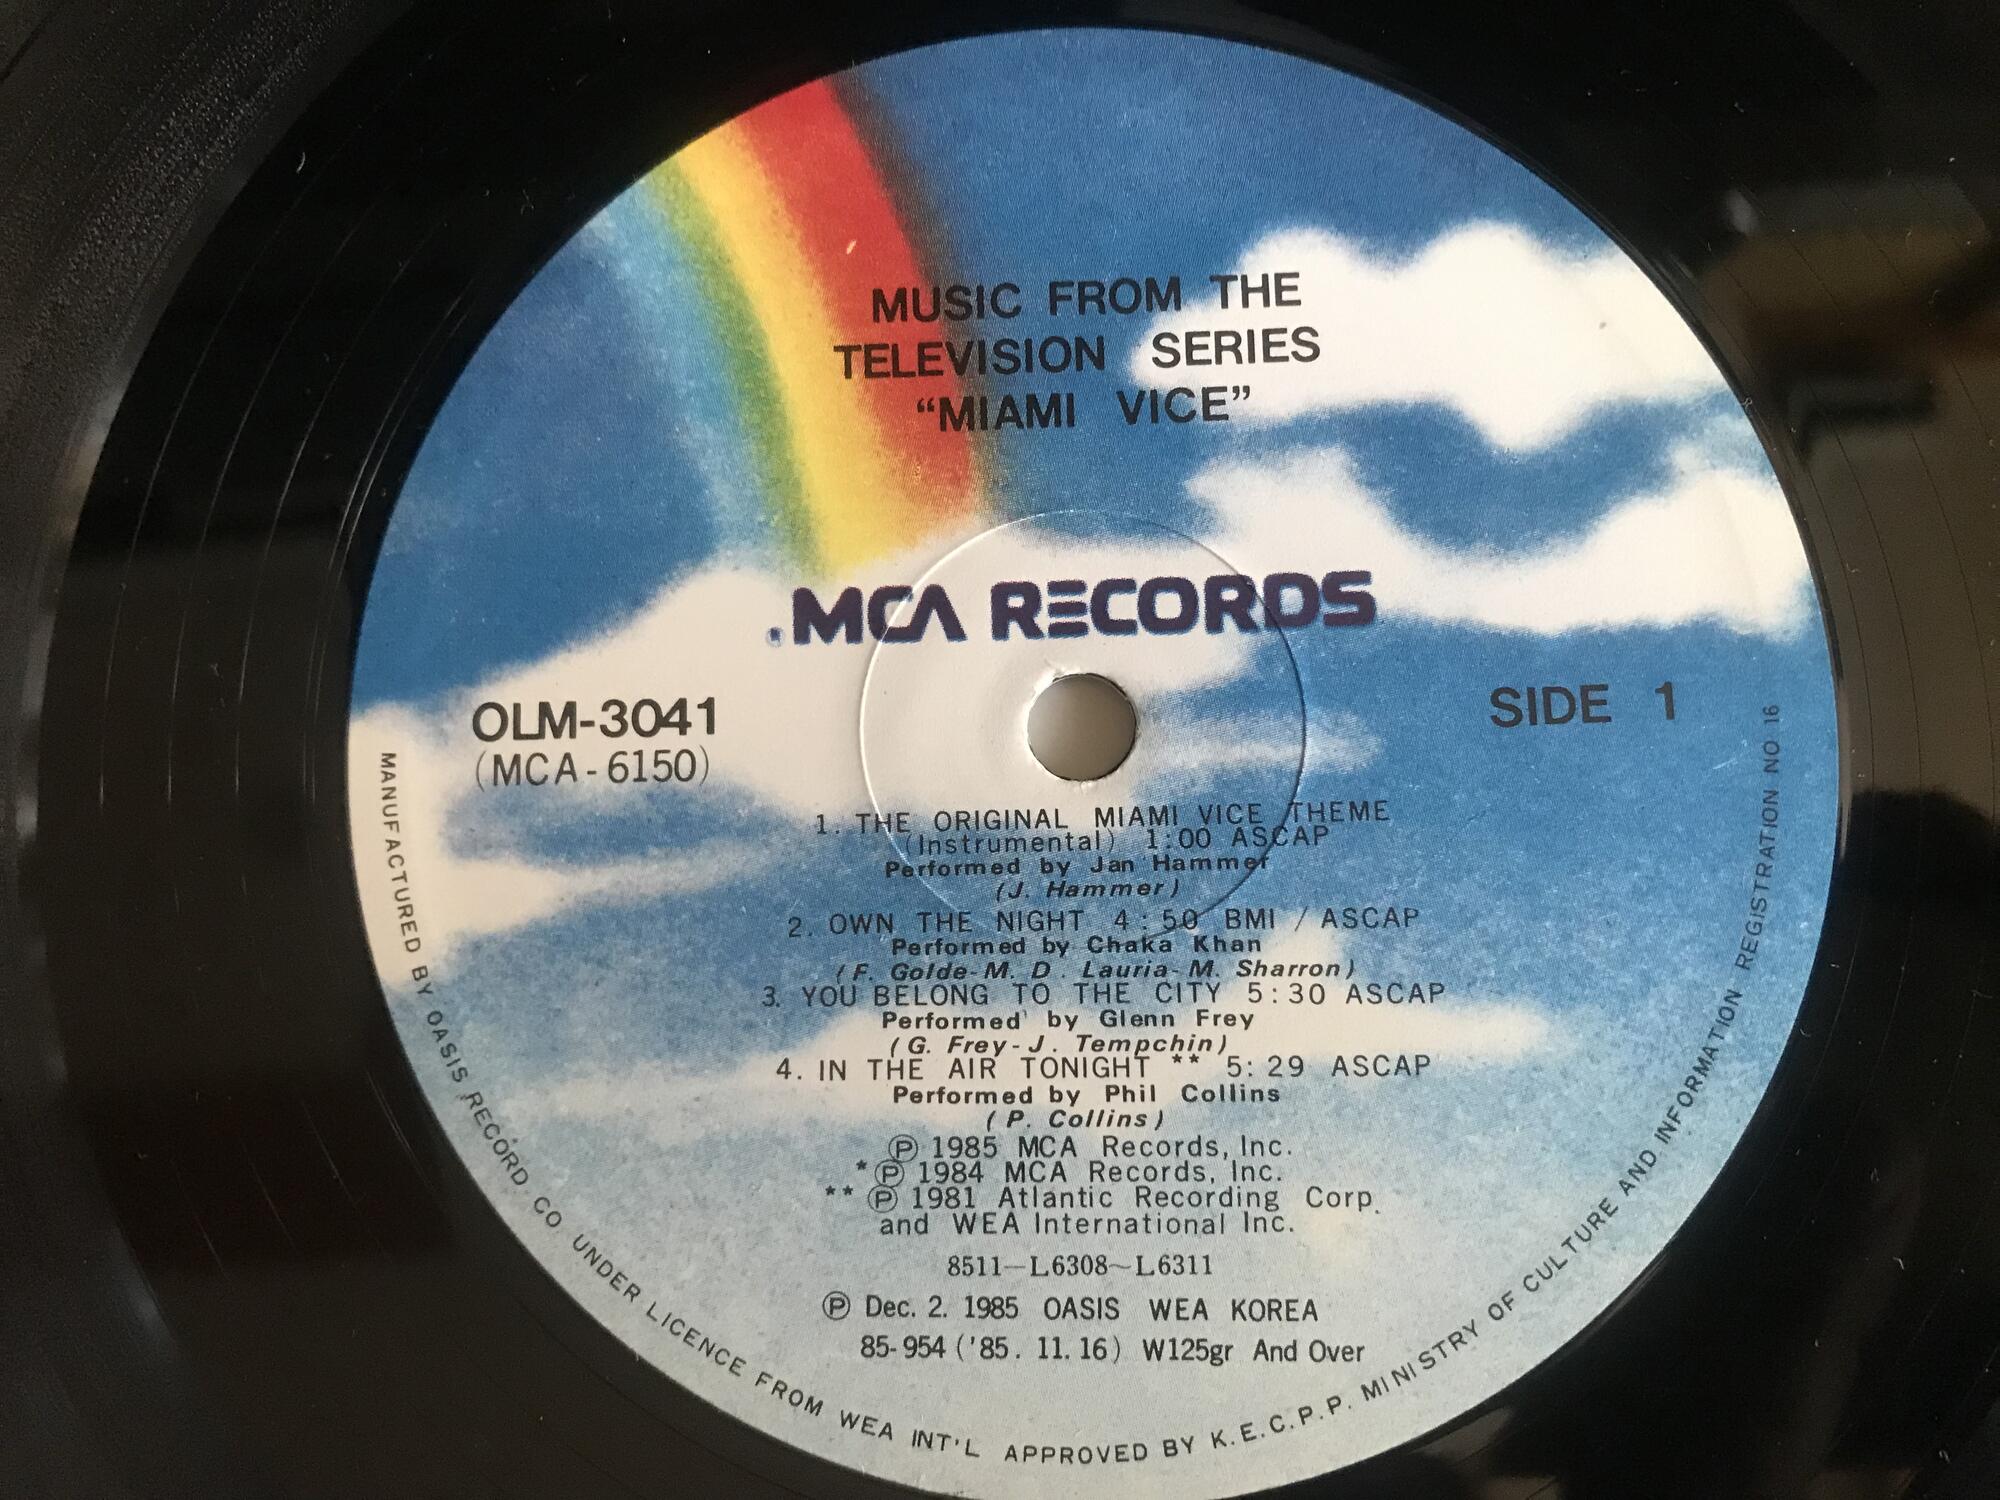 MUSIC FROM THE
TELEVISION SERIES
“MIAMI VICE”
MCA RECORDS
OLM-3041
(MCA-6150)
SIDE 1
1. THE ORIGINAL MIAMI VICE THEME
(Instrumental) 1:00 ASCAP
Performed by Jan Hammer
(J. Hammer)
2. OWN THE NIGHT 4:50 BMI / ASCAP
Performed by Chaka Khan
(F. Golde-M. D. Lauria-M. Sharron)
3. YOU BELONG TO THE CITY 5:30 ASCAP
Performed by Glenn Frey
(G. Frey-J. Tempchin)
4. IN THE AIR TONIGHT ** 5:29 ASCAP
Performed by Phil Collins
(P. Collins)
Ⓟ 1985 MCA Records, Inc.
* Ⓟ 1984 MCA Records, Inc.
** Ⓟ 1981 Atlantic Recording Corp.
and WEA International Inc.
8511-L6308~L6311
Ⓟ Dec. 2. 1985 OASIS WEA KOREA
85-954 ('85. 11. 16) W125gr And Over
MANUFACTURED BY OASIS RECORD CO. UNDER LICENCE FROM WEA INT'L APPROVED BY K.E.C.P.P. MINISTRY OF CULTURE AND INFORMATION REGISTRATION NO 16